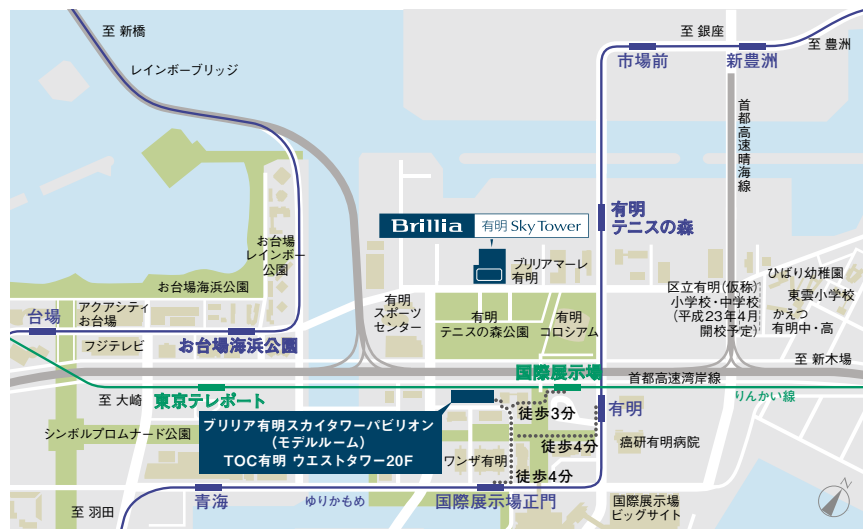 至 新橋
レインボーブリッジ
至 銀座
至 豊洲
市場前
新豊洲
首都高速晴海線
有明
テニスの森
Brillia 有明 Sky Tower
お台場
レインボー
公園
ブリリアマーレ
有明
お台場海浜公園
区立有明(仮称)
小学校・中学校
(平成23年4月
開校予定)
ひばり幼稚園
東雲小学校
かえつ
有明中・高
台場
アクアシティ
お台場
フジテレビ
お台場海浜公園
有明
スポーツ
センター
有明
テニスの森公園
有明
コロシアム
至 新木場
国際展示場
首都高速湾岸線
りんかい線
至 大崎
東京テレポート
シンボルプロムナード公園
ブリリア有明スカイタワーパビリオン
(モデルルーム)
TOC有明 ウエストタワー20F
徒歩3分
有明
徒歩4分
癌研有明病院
ワンザ有明
徒歩4分
青海
ゆりかもめ
国際展示場正門
国際展示場
ビッグサイト
至 羽田
N